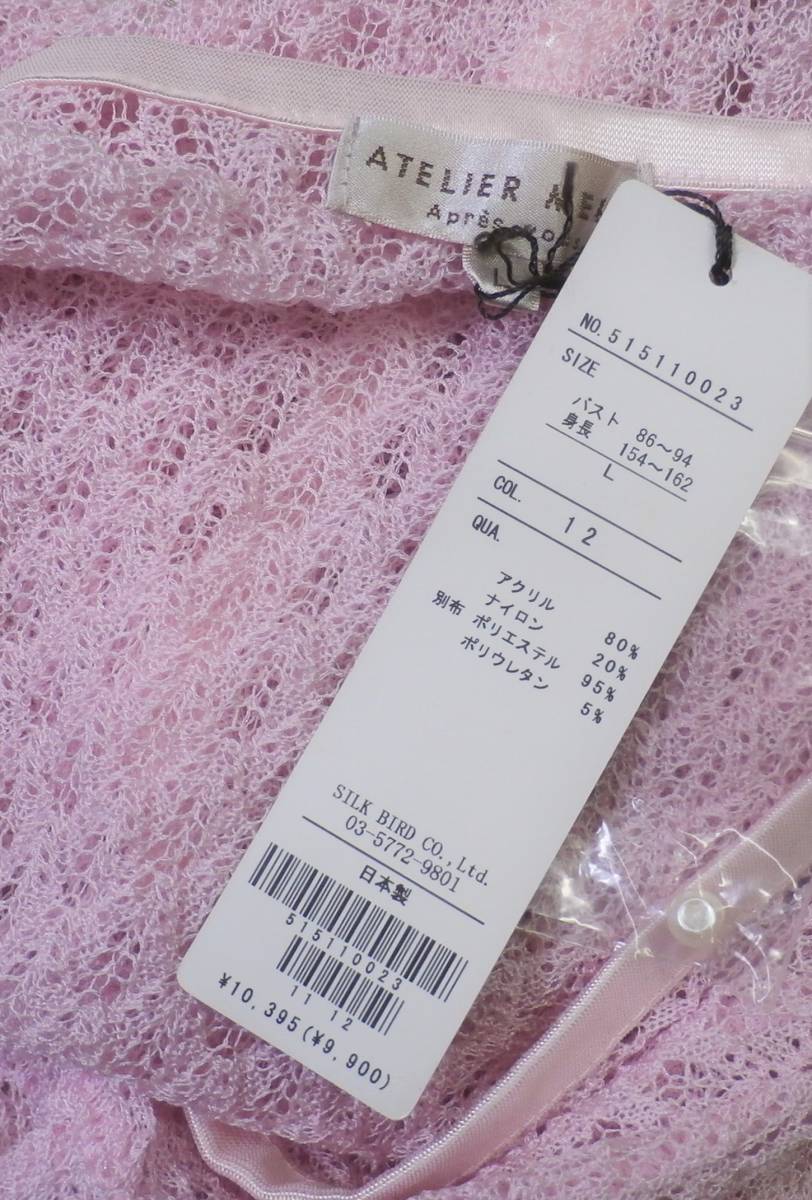 ATELIER
Après
L
NO. 515110023
SIZE
バスト 86〜94
身長 154〜162
L
COL. 12
QUA.
アクリル 80%
ナイロン 20%
別布 ポリエステル 95%
ポリウレタン 5%
SILK BIRD CO.,Ltd.
03-5772-9801
日本製
515110023
11 12
¥10,395(¥9,900)